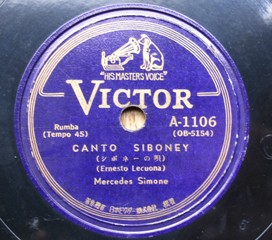 "HIS MASTER'S VOICE"
VICTOR
Rumba
(Tempo 45)
A-1106
(OB-5154)
CANTO SIBONEY
(シボネーの唄)
(Ernesto Lecuona)
Mercedes Simone